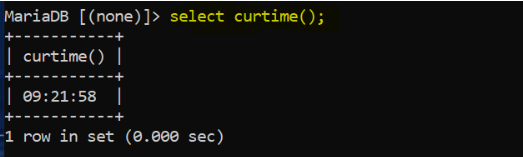 MariaDB [(none)]> select curtime();
+-----------+
| curtime() |
+-----------+
| 09:21:58  |
+-----------+
1 row in set (0.000 sec)